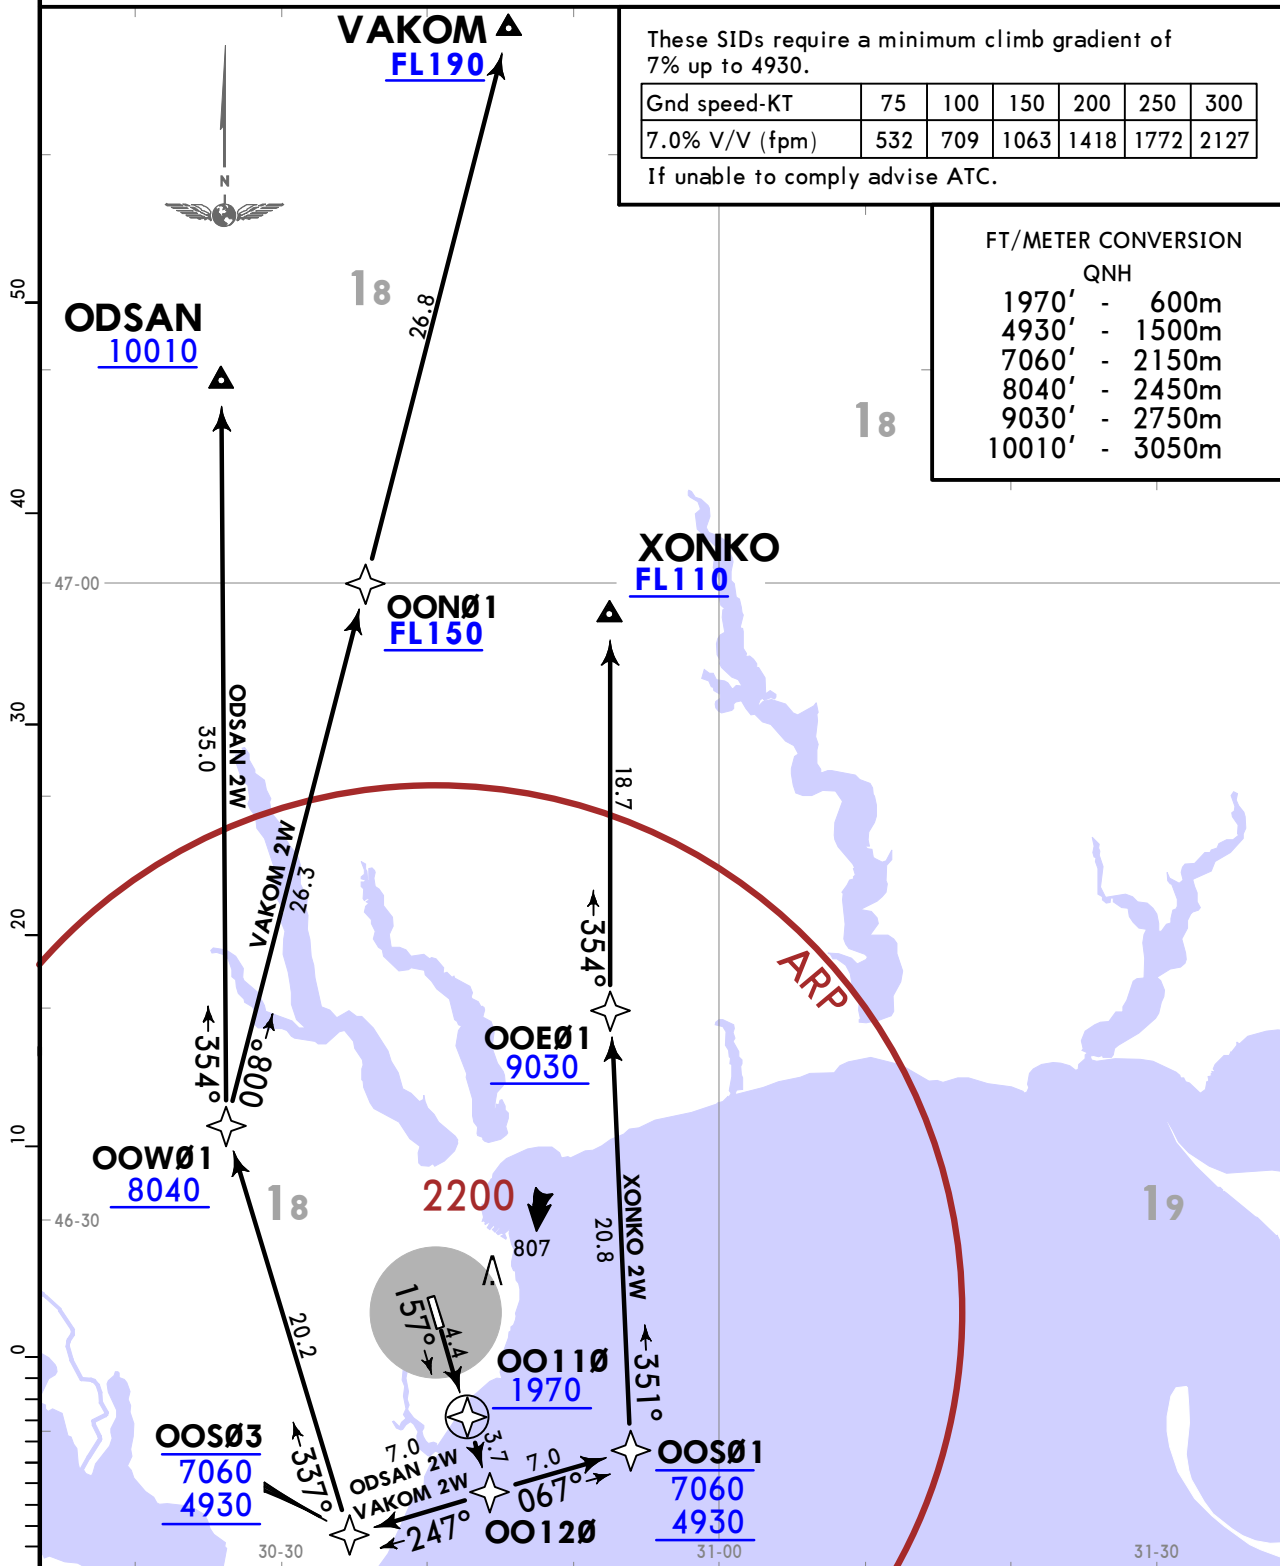 VAKOM
FL190
These SIDs require a minimum climb gradient of
7% up to 4930.
Gnd speed-KT 75 100 150 200 250 300
7.0% V/V (fpm) 532 709 1063 1418 1772 2127
If unable to comply advise ATC.
N
FT/METER CONVERSION
QNH
1970' - 600m
4930' - 1500m
7060' - 2150m
8040' - 2450m
9030' - 2750m
10010' - 3050m
18
26.8
50
ODSAN
10010
18
40
XONKO
FL110
47-00
OONØ1
FL150
30
ODSAN 2W
35.0
18.7
VAKOM 2W
26.3
20
354°
ARP
354°
008°
OOEØ1
9030
10
OOWØ1
8040
18
2200
XONKO 2W
20.8
19
46-30
807
157°
4.4
20.2
0
OO11Ø
1970
351°
OOSØ3
7060
4930
337°
7.0
ODSAN 2W
VAKOM 2W
3.7
7.0
067°
OOSØ1
7060
4930
247°
OO12Ø
30-30
31-00
31-30